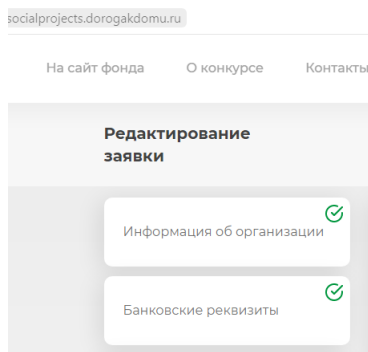 socialprojects.dorogakdomu.ru
На сайт фонда О конкурсе Контакты
Редактирование
заявки
Информация об организации
Банковские реквизиты